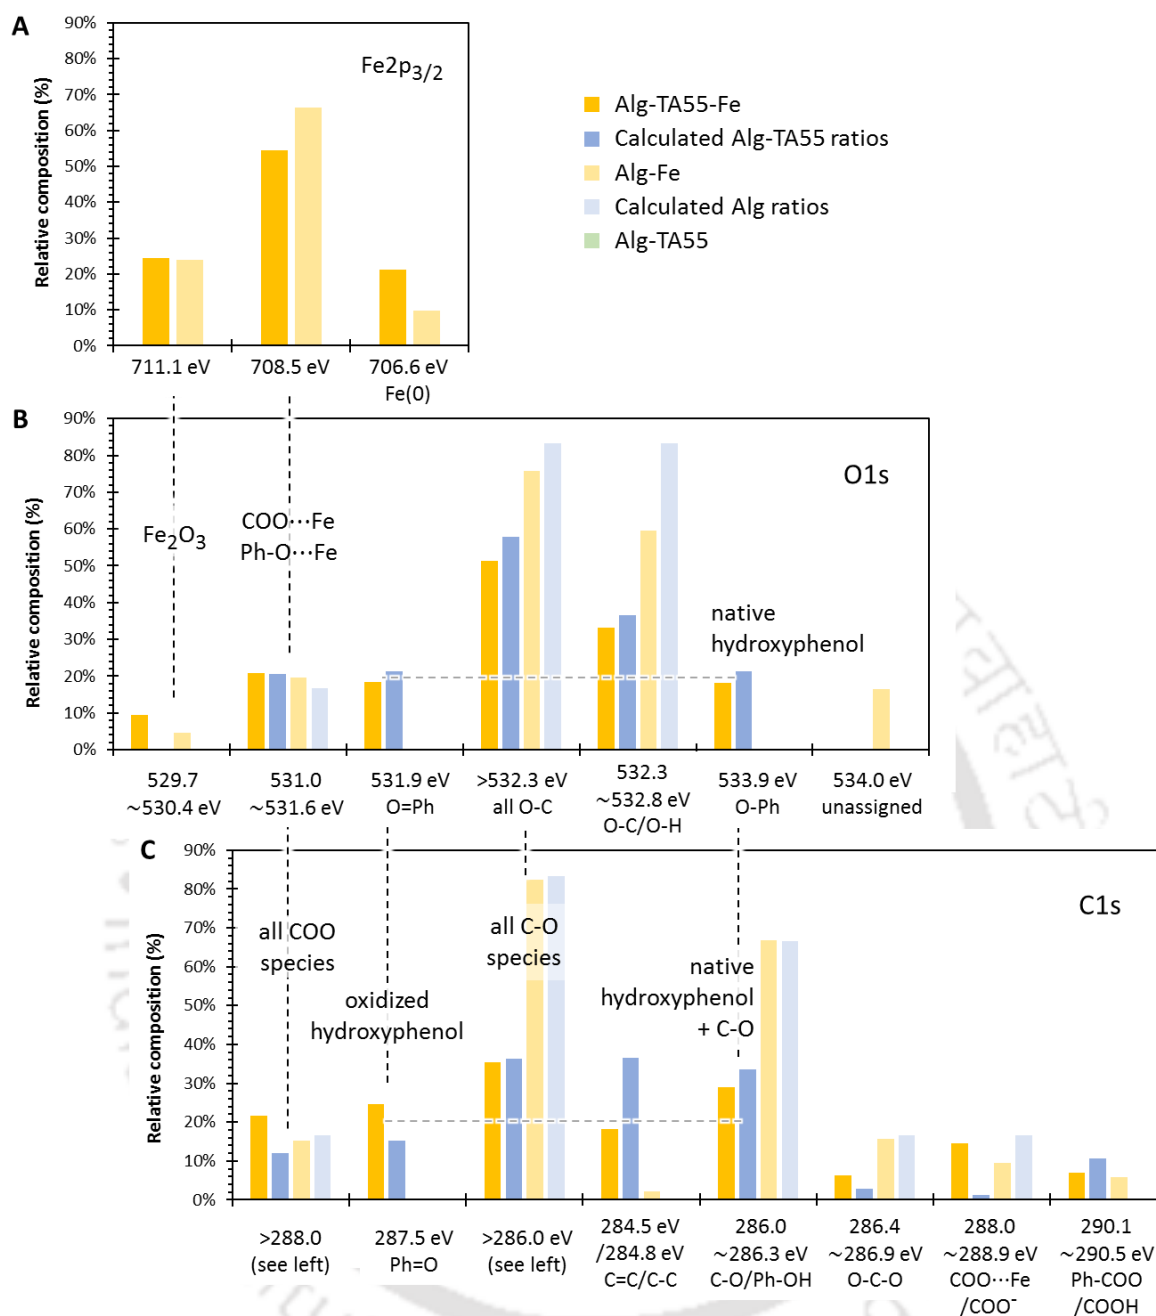 A
90%
80%
70%
60%
50%
40%
30%
20%
10%
0%
Relative composition (%)
Fe2p3/2
711.1 eV
708.5 eV
706.6 eV
Fe(0)
Alg-TA55-Fe
Calculated Alg-TA55 ratios
Alg-Fe
Calculated Alg ratios
Alg-TA55
B
90%
80%
70%
60%
50%
40%
30%
20%
10%
0%
Relative composition (%)
O1s
Fe2O3
COO···Fe
Ph-O···Fe
native
hydroxyphenol
529.7
~530.4 eV
531.0
~531.6 eV
531.9 eV
O=Ph
>532.3 eV
all O-C
532.3
~532.8 eV
O-C/O-H
533.9 eV
O-Ph
534.0 eV
unassigned
C
90%
80%
70%
60%
50%
40%
30%
20%
10%
0%
Relative composition (%)
C1s
all COO
species
oxidized
hydroxyphenol
all C-O
species
native
hydroxyphenol
+ C-O
>288.0
(see left)
287.5 eV
Ph=O
>286.0 eV
(see left)
284.5 eV
/284.8 eV
C=C/C-C
286.0
~286.3 eV
C-O/Ph-OH
286.4
~286.9 eV
O-C-O
288.0
~288.9 eV
COO···Fe
/COO⁻
290.1
~290.5 eV
Ph-COO
/COOH